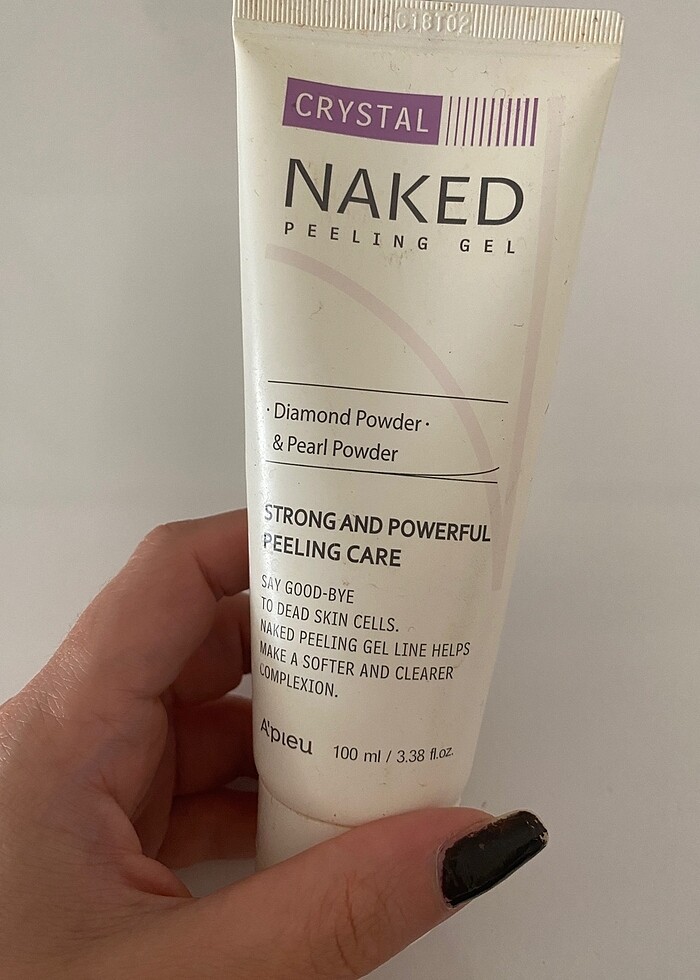 C18T02
CRYSTAL
NAKED
PEELING GEL
· Diamond Powder ·
& Pearl Powder
STRONG AND POWERFUL
PEELING CARE
SAY GOOD-BYE
TO DEAD SKIN CELLS.
NAKED PEELING GEL LINE HELPS
MAKE A SOFTER AND CLEARER
COMPLEXION.
A'pieu 100 ml / 3.38 fl.oz.